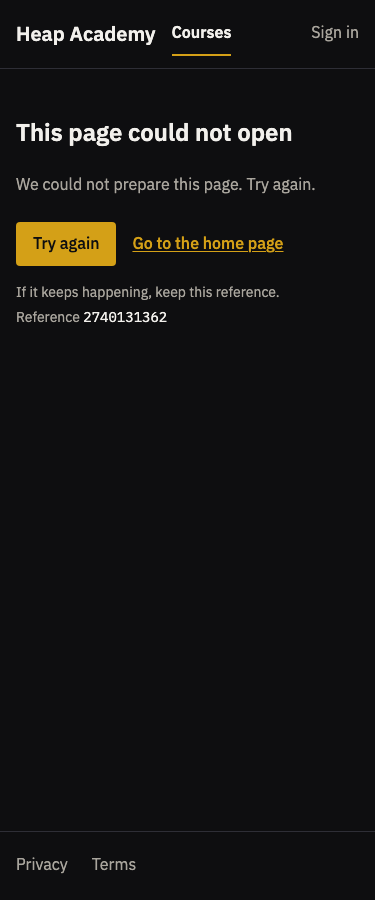 Heap Academy Courses Sign in
This page could not open
We could not prepare this page. Try again.
Try again Go to the home page
If it keeps happening, keep this reference.
Reference 2740131362
Privacy Terms